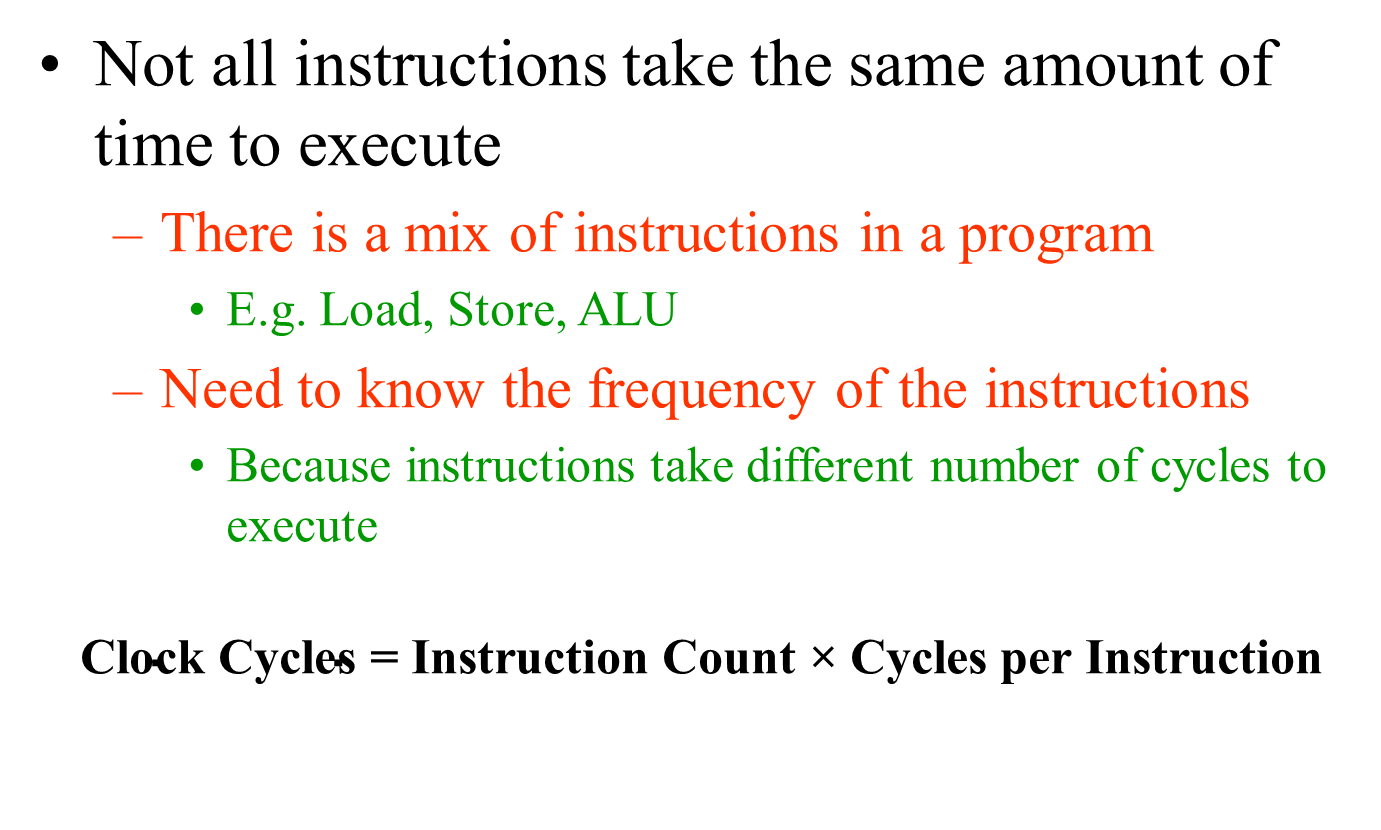 • Not all instructions take the same amount of
time to execute
– There is a mix of instructions in a program
• E.g. Load, Store, ALU
– Need to know the frequency of the instructions
• Because instructions take different number of cycles to
execute
Clock Cycles = Instruction Count × Cycles per Instruction